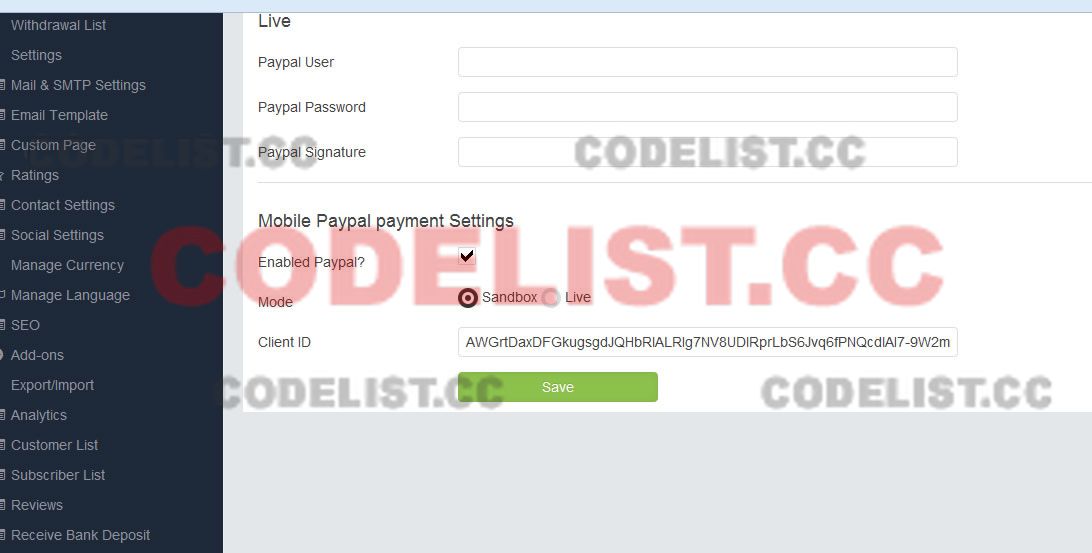 Withdrawal List
Settings
Mail & SMTP Settings
Email Template
Custom Page
Ratings
Contact Settings
Social Settings
Manage Currency
Manage Language
SEO
Add-ons
Export/Import
Analytics
Customer List
Subscriber List
Reviews
Receive Bank Deposit
Live
Paypal User
Paypal Password
Paypal Signature
Mobile Paypal payment Settings
Enabled Paypal?
Mode Sandbox Live
Client ID
Save
CODELIST.CC
CODELIST.CC
CODELIST.CC
CODELIST.CC
CODELIST.CC